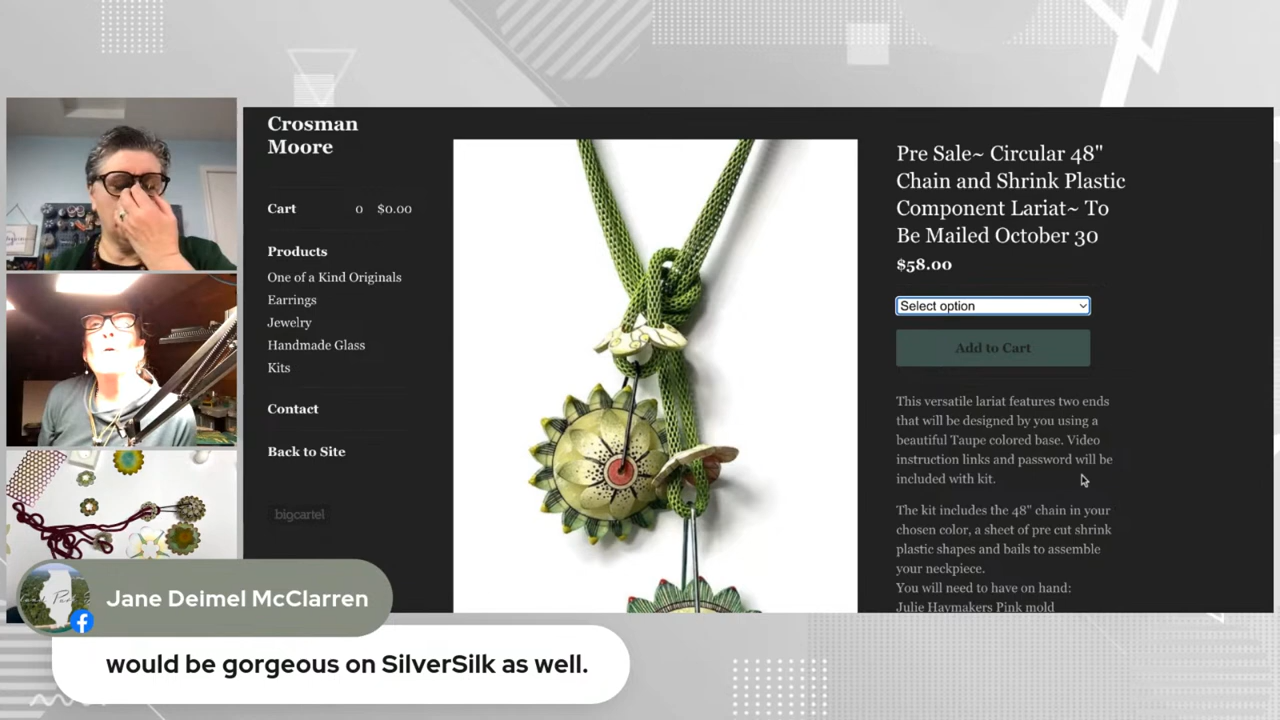 Crosman
Moore
Cart 0 $0.00
Products
One of a Kind Originals
Earrings
Jewelry
Handmade Glass
Kits
Contact
Back to Site
bigcartel
Pre Sale~ Circular 48"
Chain and Shrink Plastic
Component Lariat~ To
Be Mailed October 30
$58.00
Select option
Add to Cart
This versatile lariat features two ends
that will be designed by you using a
beautiful Taupe colored base. Video
instruction links and password will be
included with kit.
The kit includes the 48" chain in your
chosen color, a sheet of pre cut shrink
plastic shapes and bails to assemble
your neckpiece.
You will need to have on hand:
Julie Haymakers Pink mold
Jane Deimel McClarren
would be gorgeous on SilverSilk as well.